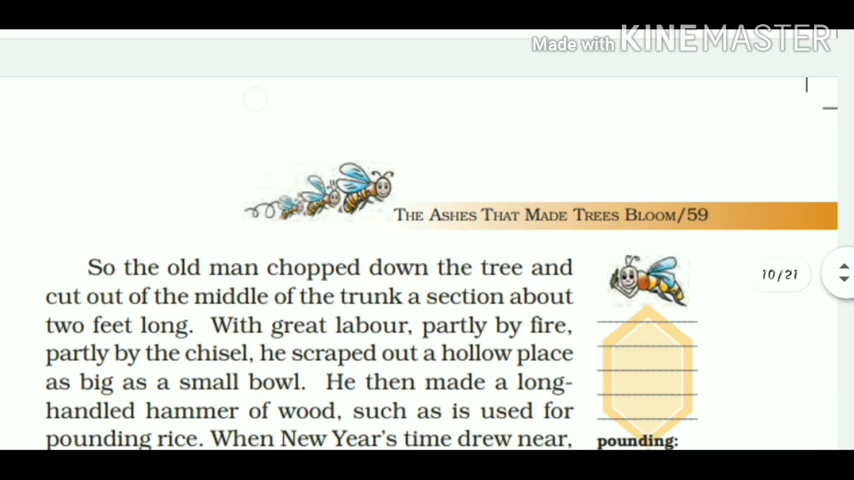 Made with KINEMASTER
THE ASHES THAT MADE TREES BLOOM/59
10/21
So the old man chopped down the tree and
cut out of the middle of the trunk a section about
two feet long. With great labour, partly by fire,
partly by the chisel, he scraped out a hollow place
as big as a small bowl. He then made a long-
handled hammer of wood, such as is used for
pounding rice. When New Year's time drew near,
pounding: